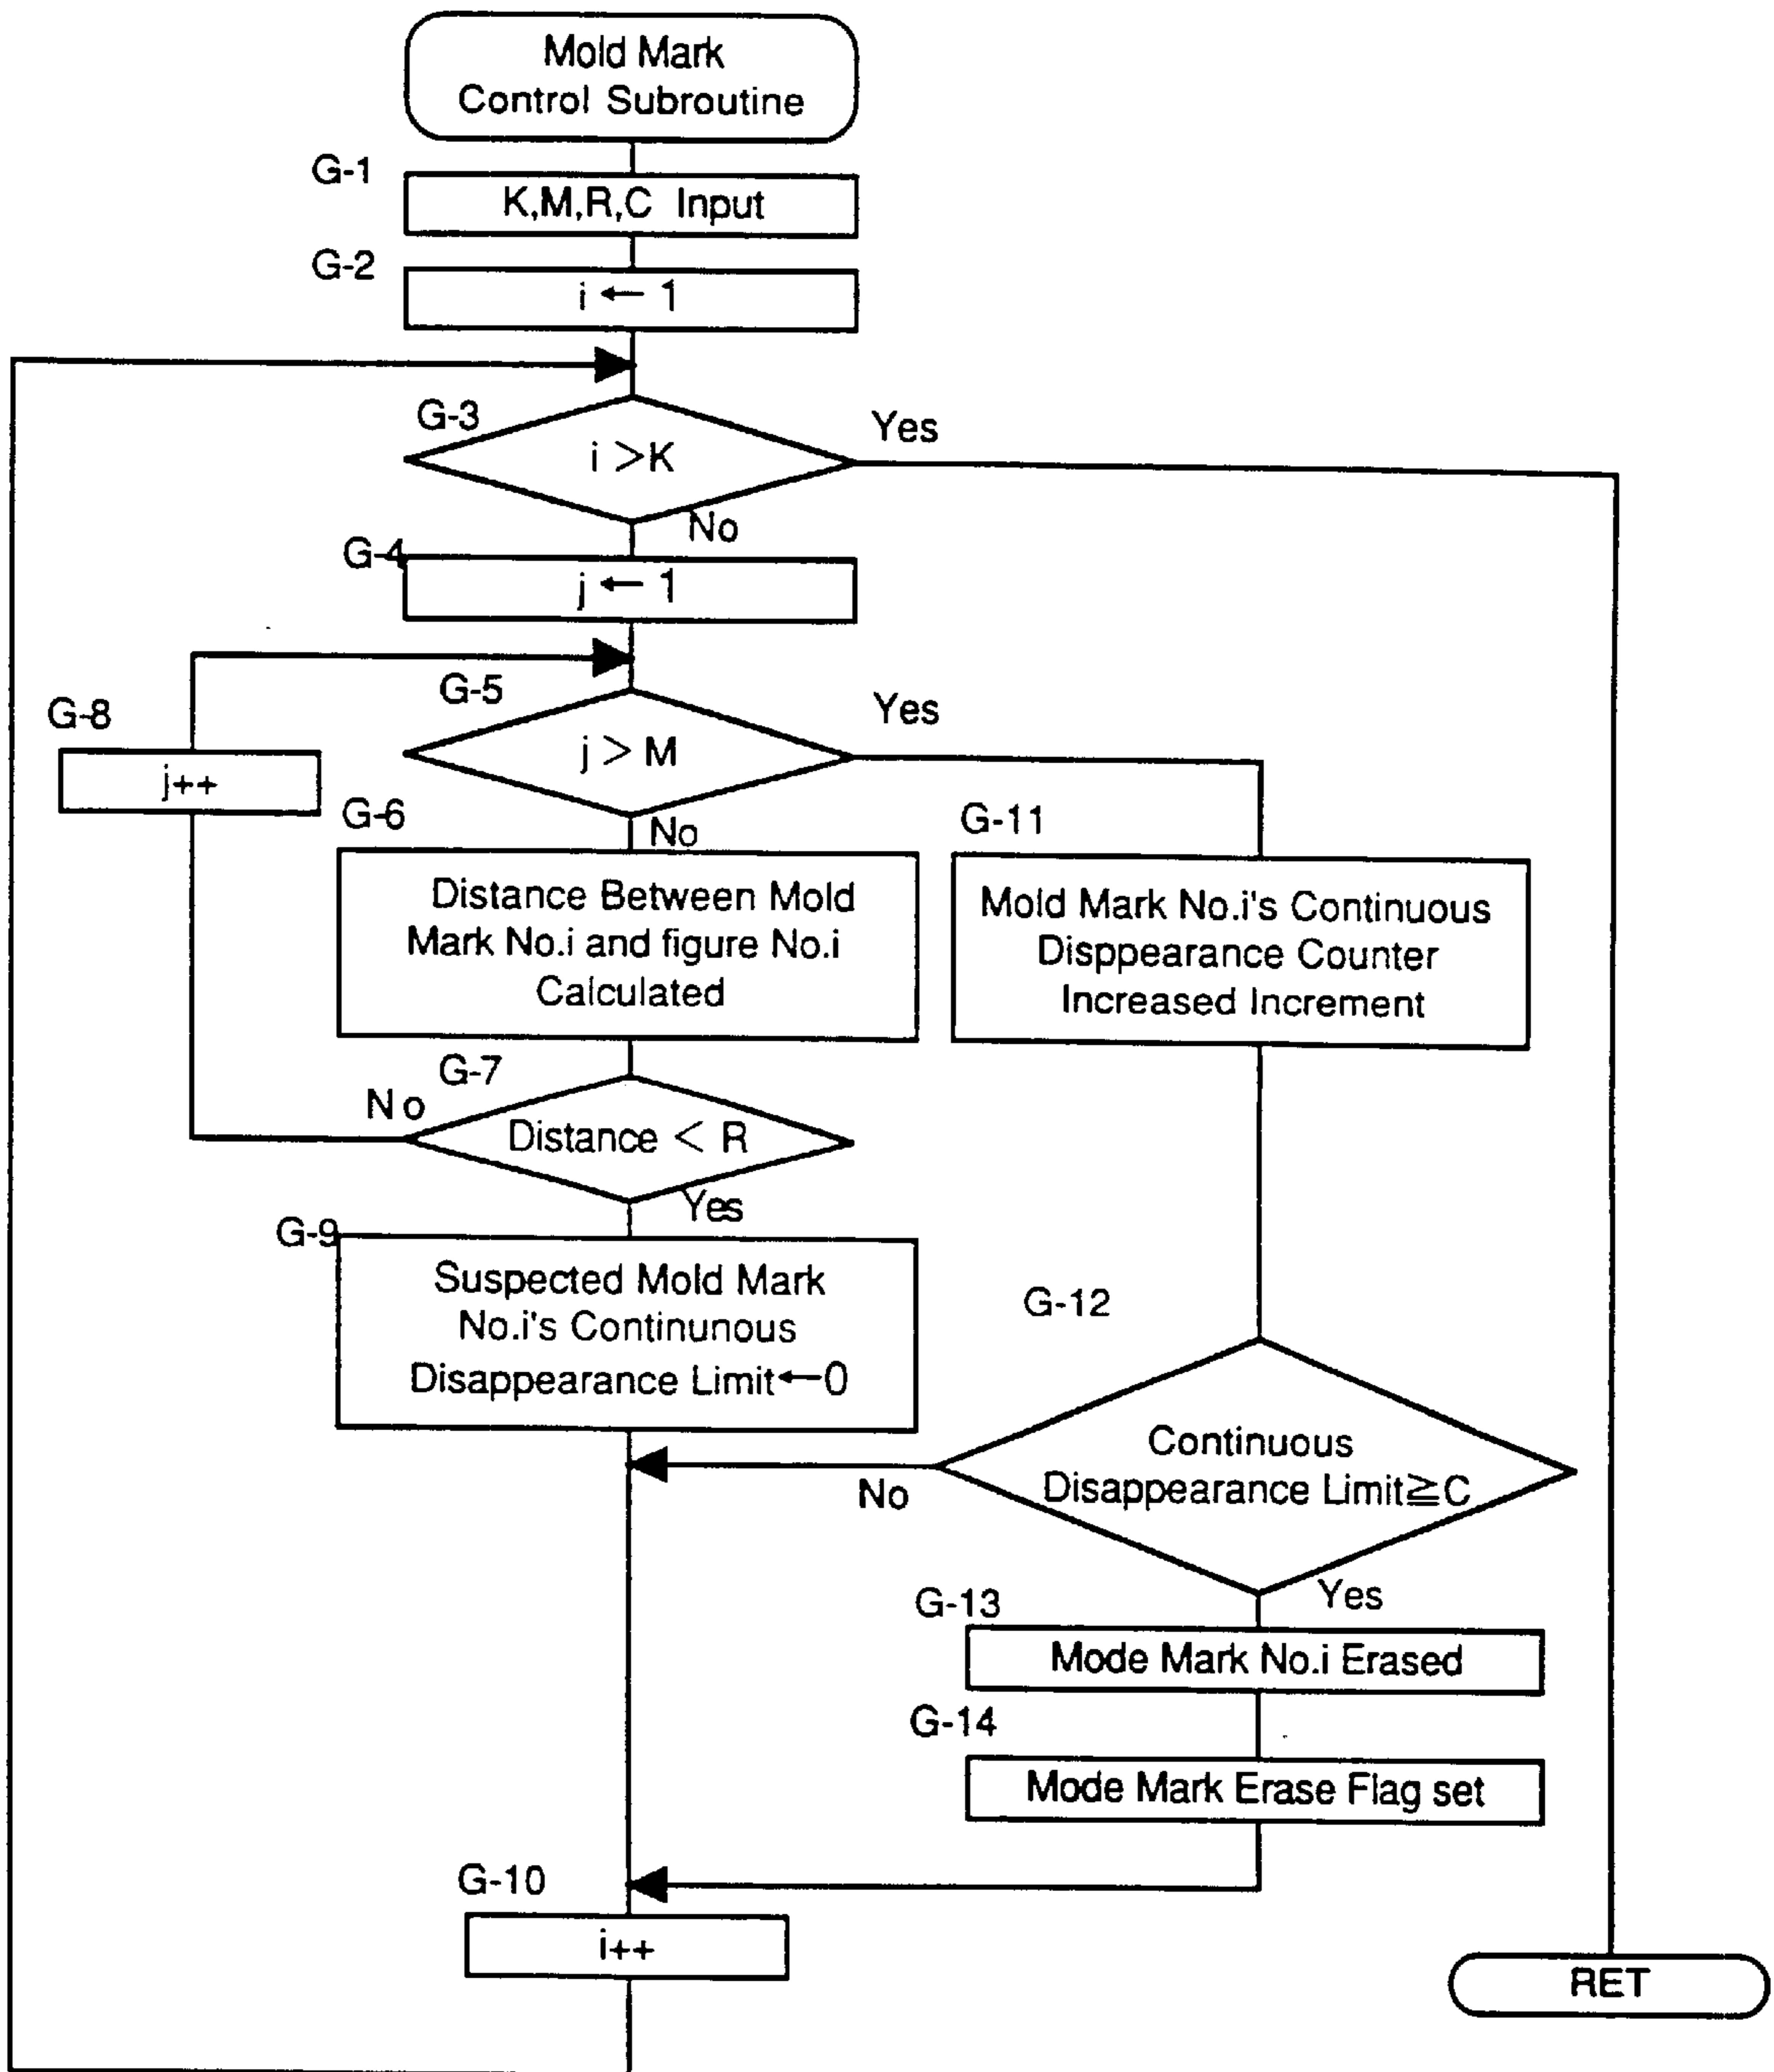 Mold Mark
Control Subroutine
G-1
K,M,R,C Input
G-2
i ← 1
G-3
i >K
Yes
No
G-4
j ← 1
G-5
j > M
Yes
No
G-8
j++
G-6
Distance Between Mold
Mark No.i and figure No.i
Calculated
G-11
Mold Mark No.i's Continuous
Disppearance Counter
Increased Increment
G-7
No
Distance < R
Yes
G-9
Suspected Mold Mark
No.i's Continunous
Disappearance Limit←0
G-12
Continuous
Disappearance Limit≧C
No
Yes
G-13
Mode Mark No.i Erased
G-14
Mode Mark Erase Flag set
G-10
i++
RET